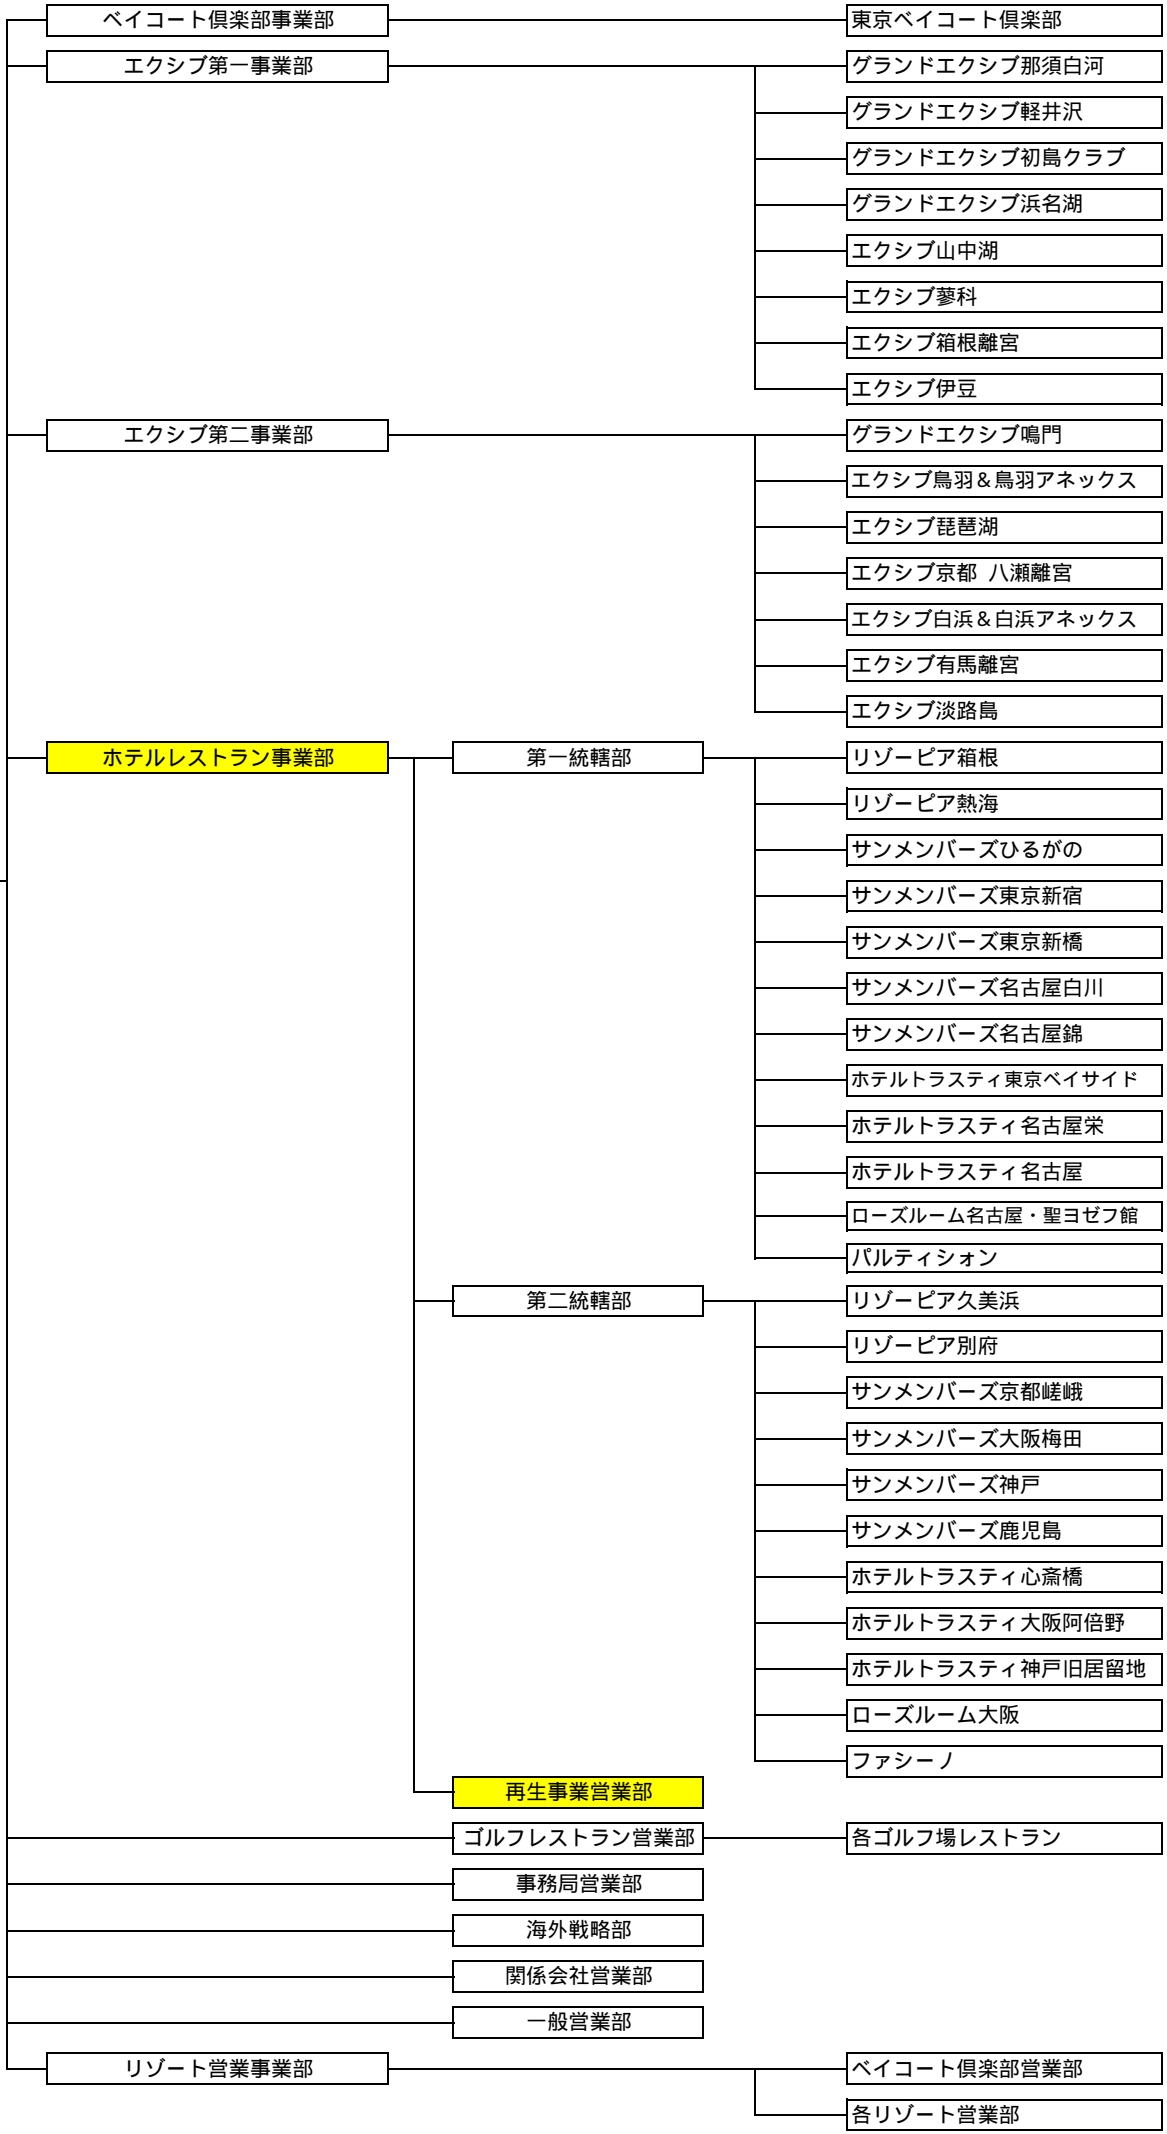 ベイコート倶楽部事業部
東京ベイコート倶楽部
エクシブ第一事業部
グランドエクシブ那須白河
グランドエクシブ軽井沢
グランドエクシブ初島クラブ
グランドエクシブ浜名湖
エクシブ山中湖
エクシブ蓼科
エクシブ箱根離宮
エクシブ伊豆
エクシブ第二事業部
グランドエクシブ鳴門
エクシブ鳥羽＆鳥羽アネックス
エクシブ琵琶湖
エクシブ京都 八瀬離宮
エクシブ白浜＆白浜アネックス
エクシブ有馬離宮
エクシブ淡路島
ホテルレストラン事業部
第一統轄部
リゾーピア箱根
リゾーピア熱海
サンメンバーズひるがの
サンメンバーズ東京新宿
サンメンバーズ東京新橋
サンメンバーズ名古屋白川
サンメンバーズ名古屋錦
ホテルトラスティ東京ベイサイド
ホテルトラスティ名古屋栄
ホテルトラスティ名古屋
ローズルーム名古屋・聖ヨゼフ館
パルティション
第二統轄部
リゾーピア久美浜
リゾーピア別府
サンメンバーズ京都嵯峨
サンメンバーズ大阪梅田
サンメンバーズ神戸
サンメンバーズ鹿児島
ホテルトラスティ心斎橋
ホテルトラスティ大阪阿倍野
ホテルトラスティ神戸旧居留地
ローズルーム大阪
ファシーノ
再生事業営業部
ゴルフレストラン営業部
各ゴルフ場レストラン
事務局営業部
海外戦略部
関係会社営業部
一般営業部
リゾート営業事業部
ベイコート倶楽部営業部
各リゾート営業部